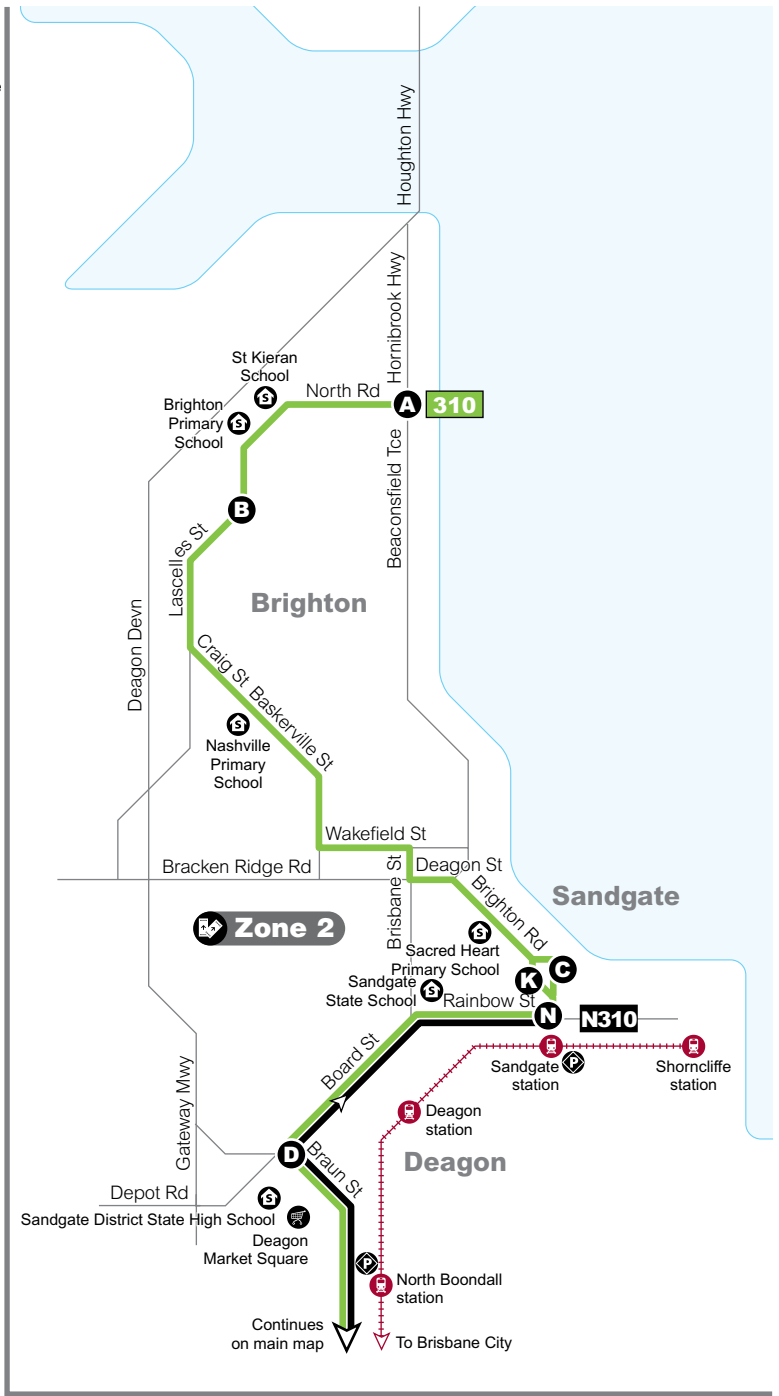 Houghton Hwy
Hornibrook Hwy
St Kieran
School
North Rd
A
310
Brighton
Primary
School
Beaconsfield Tce
B
Lascelles St
Brighton
Deagon Devn
Craig St
Baskerville St
Nashville
Primary
School
Wakefield St
Bracken Ridge Rd
Brisbane St
Deagon St
Brighton Rd
Sandgate
Zone 2
Sacred Heart
Primary School
C
K
Sandgate
State School
Rainbow St
N
N310
Board St
Sandgate
station
P
Shorncliffe
station
Deagon
station
Gateway Mwy
D
Braun St
Deagon
Depot Rd
Sandgate District State High School
Deagon
Market Square
P
North Boondall
station
Continues
on main map
To Brisbane City
S
S
S
S
S
S